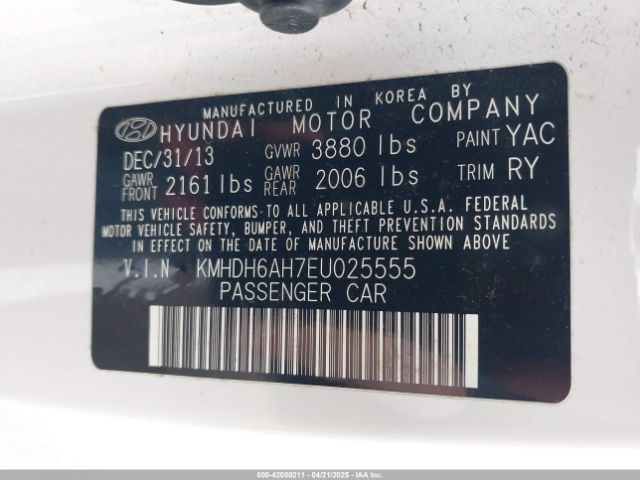 MANUFACTURED IN KOREA BY
HYUNDAI MOTOR COMPANY
DEC/31/13 GVWR 3880 lbs PAINT YAC
GAWR FRONT 2161 lbs GAWR REAR 2006 lbs TRIM RY
THIS VEHICLE CONFORMS TO ALL APPLICABLE U.S.A. FEDERAL
MOTOR VEHICLE SAFETY, BUMPER, AND THEFT PREVENTION STANDARDS
IN EFFECT ON THE DATE OF MANUFACTURE SHOWN ABOVE.
V.I.N KMHDH6AH7EU025555
PASSENGER CAR
000-42080211 - 04/21/2025 - IAAI.COM